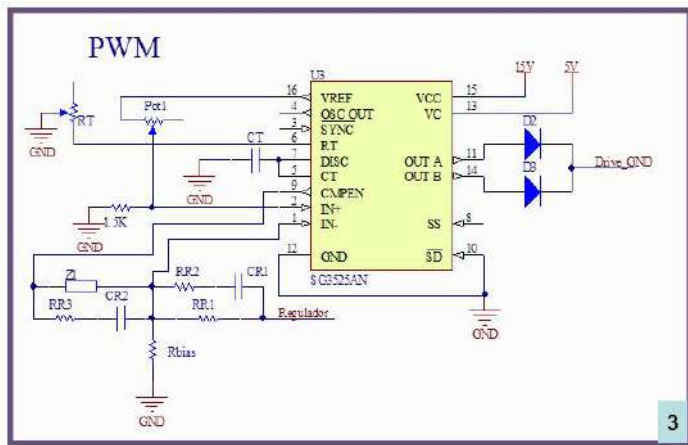 PWM
U3
15V
5V
16
VREF
VCC
15
Pot1
4
OSC OUT
VC
13
3
SYNC
D2
RT
CT
6
RT
GND
7
DISC
OUT A
11
5
CT
OUT B
14
Drive_GND
9
CMPEN
D3
GND
2
IN+
1.5K
1
IN-
SS
8
GND
12
GND
SD
10
Z1
RR2
CR1
SG3525AN
CR2
RR3
RR1
Regulador
GND
Rbias
GND
3